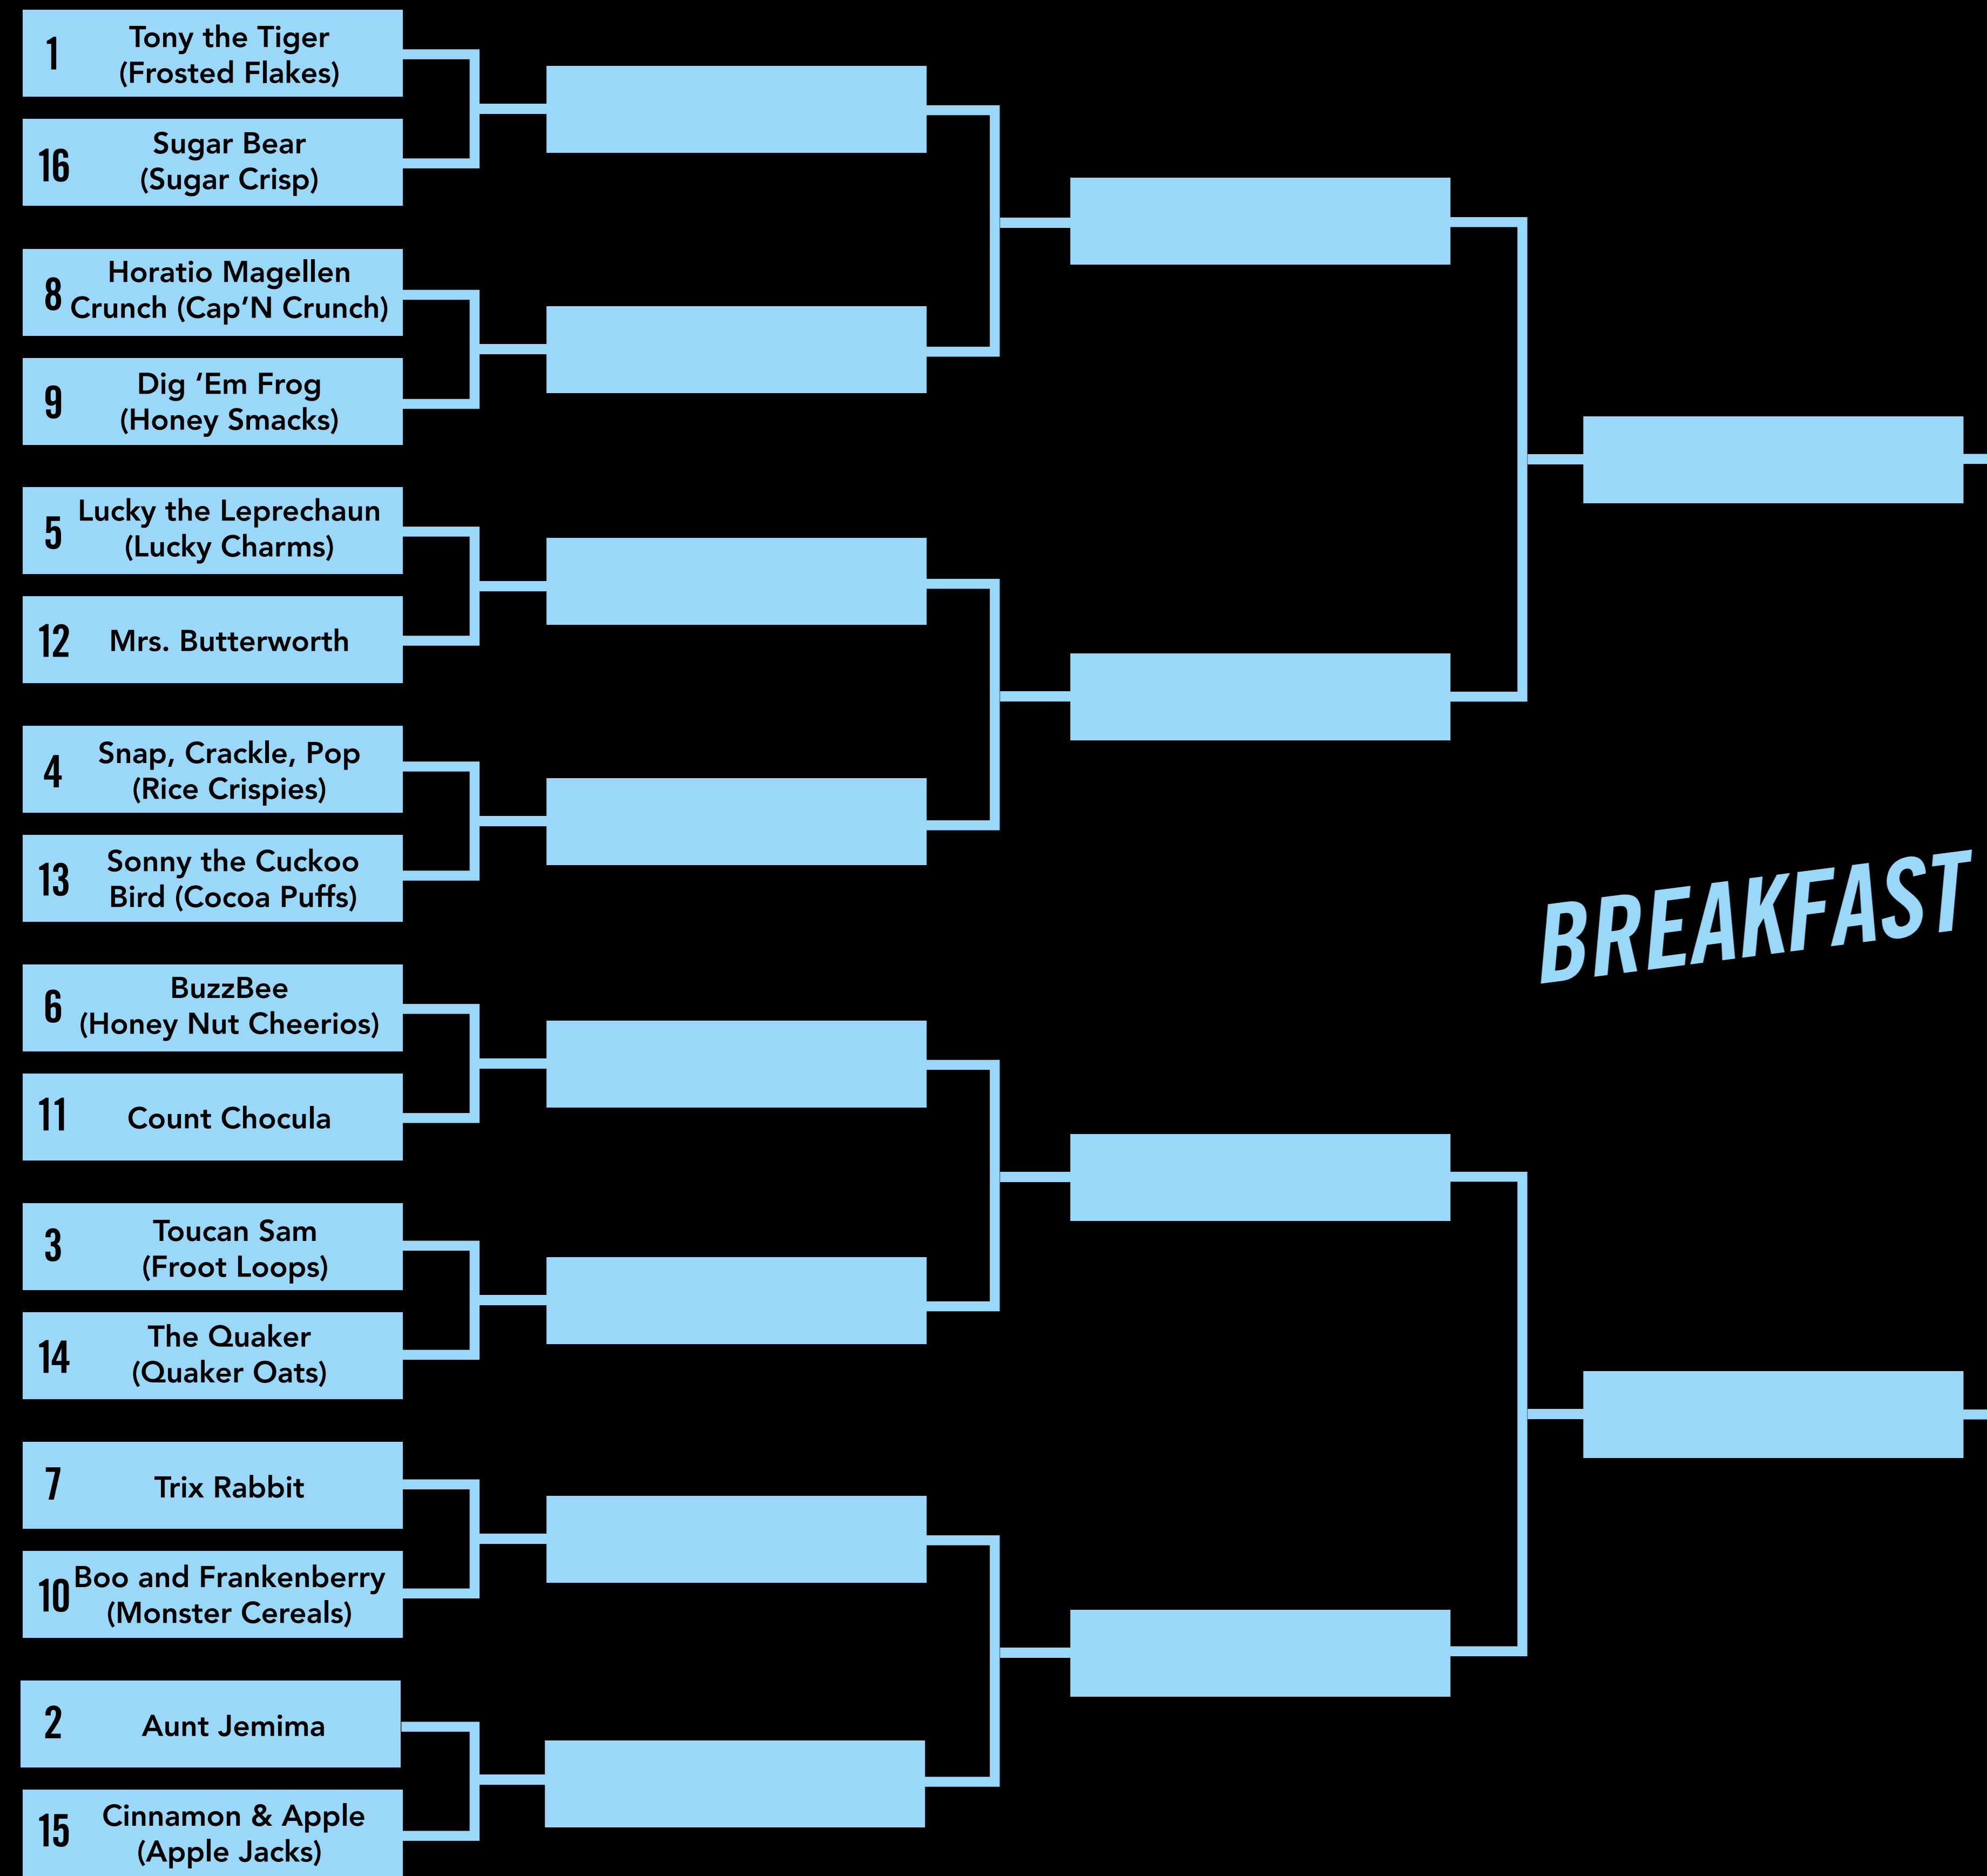 1
Tony the Tiger
(Frosted Flakes)
16
Sugar Bear
(Sugar Crisp)
8
Horatio Magellen
Crunch (Cap’N Crunch)
9
Dig ‘Em Frog
(Honey Smacks)
5
Lucky the Leprechaun
(Lucky Charms)
12
Mrs. Butterworth
4
Snap, Crackle, Pop
(Rice Crispies)
13
Sonny the Cuckoo
Bird (Cocoa Puffs)
BREAKFAST
6
BuzzBee
(Honey Nut Cheerios)
11
Count Chocula
3
Toucan Sam
(Froot Loops)
14
The Quaker
(Quaker Oats)
7
Trix Rabbit
10
Boo and Frankenberry
(Monster Cereals)
2
Aunt Jemima
15
Cinnamon & Apple
(Apple Jacks)